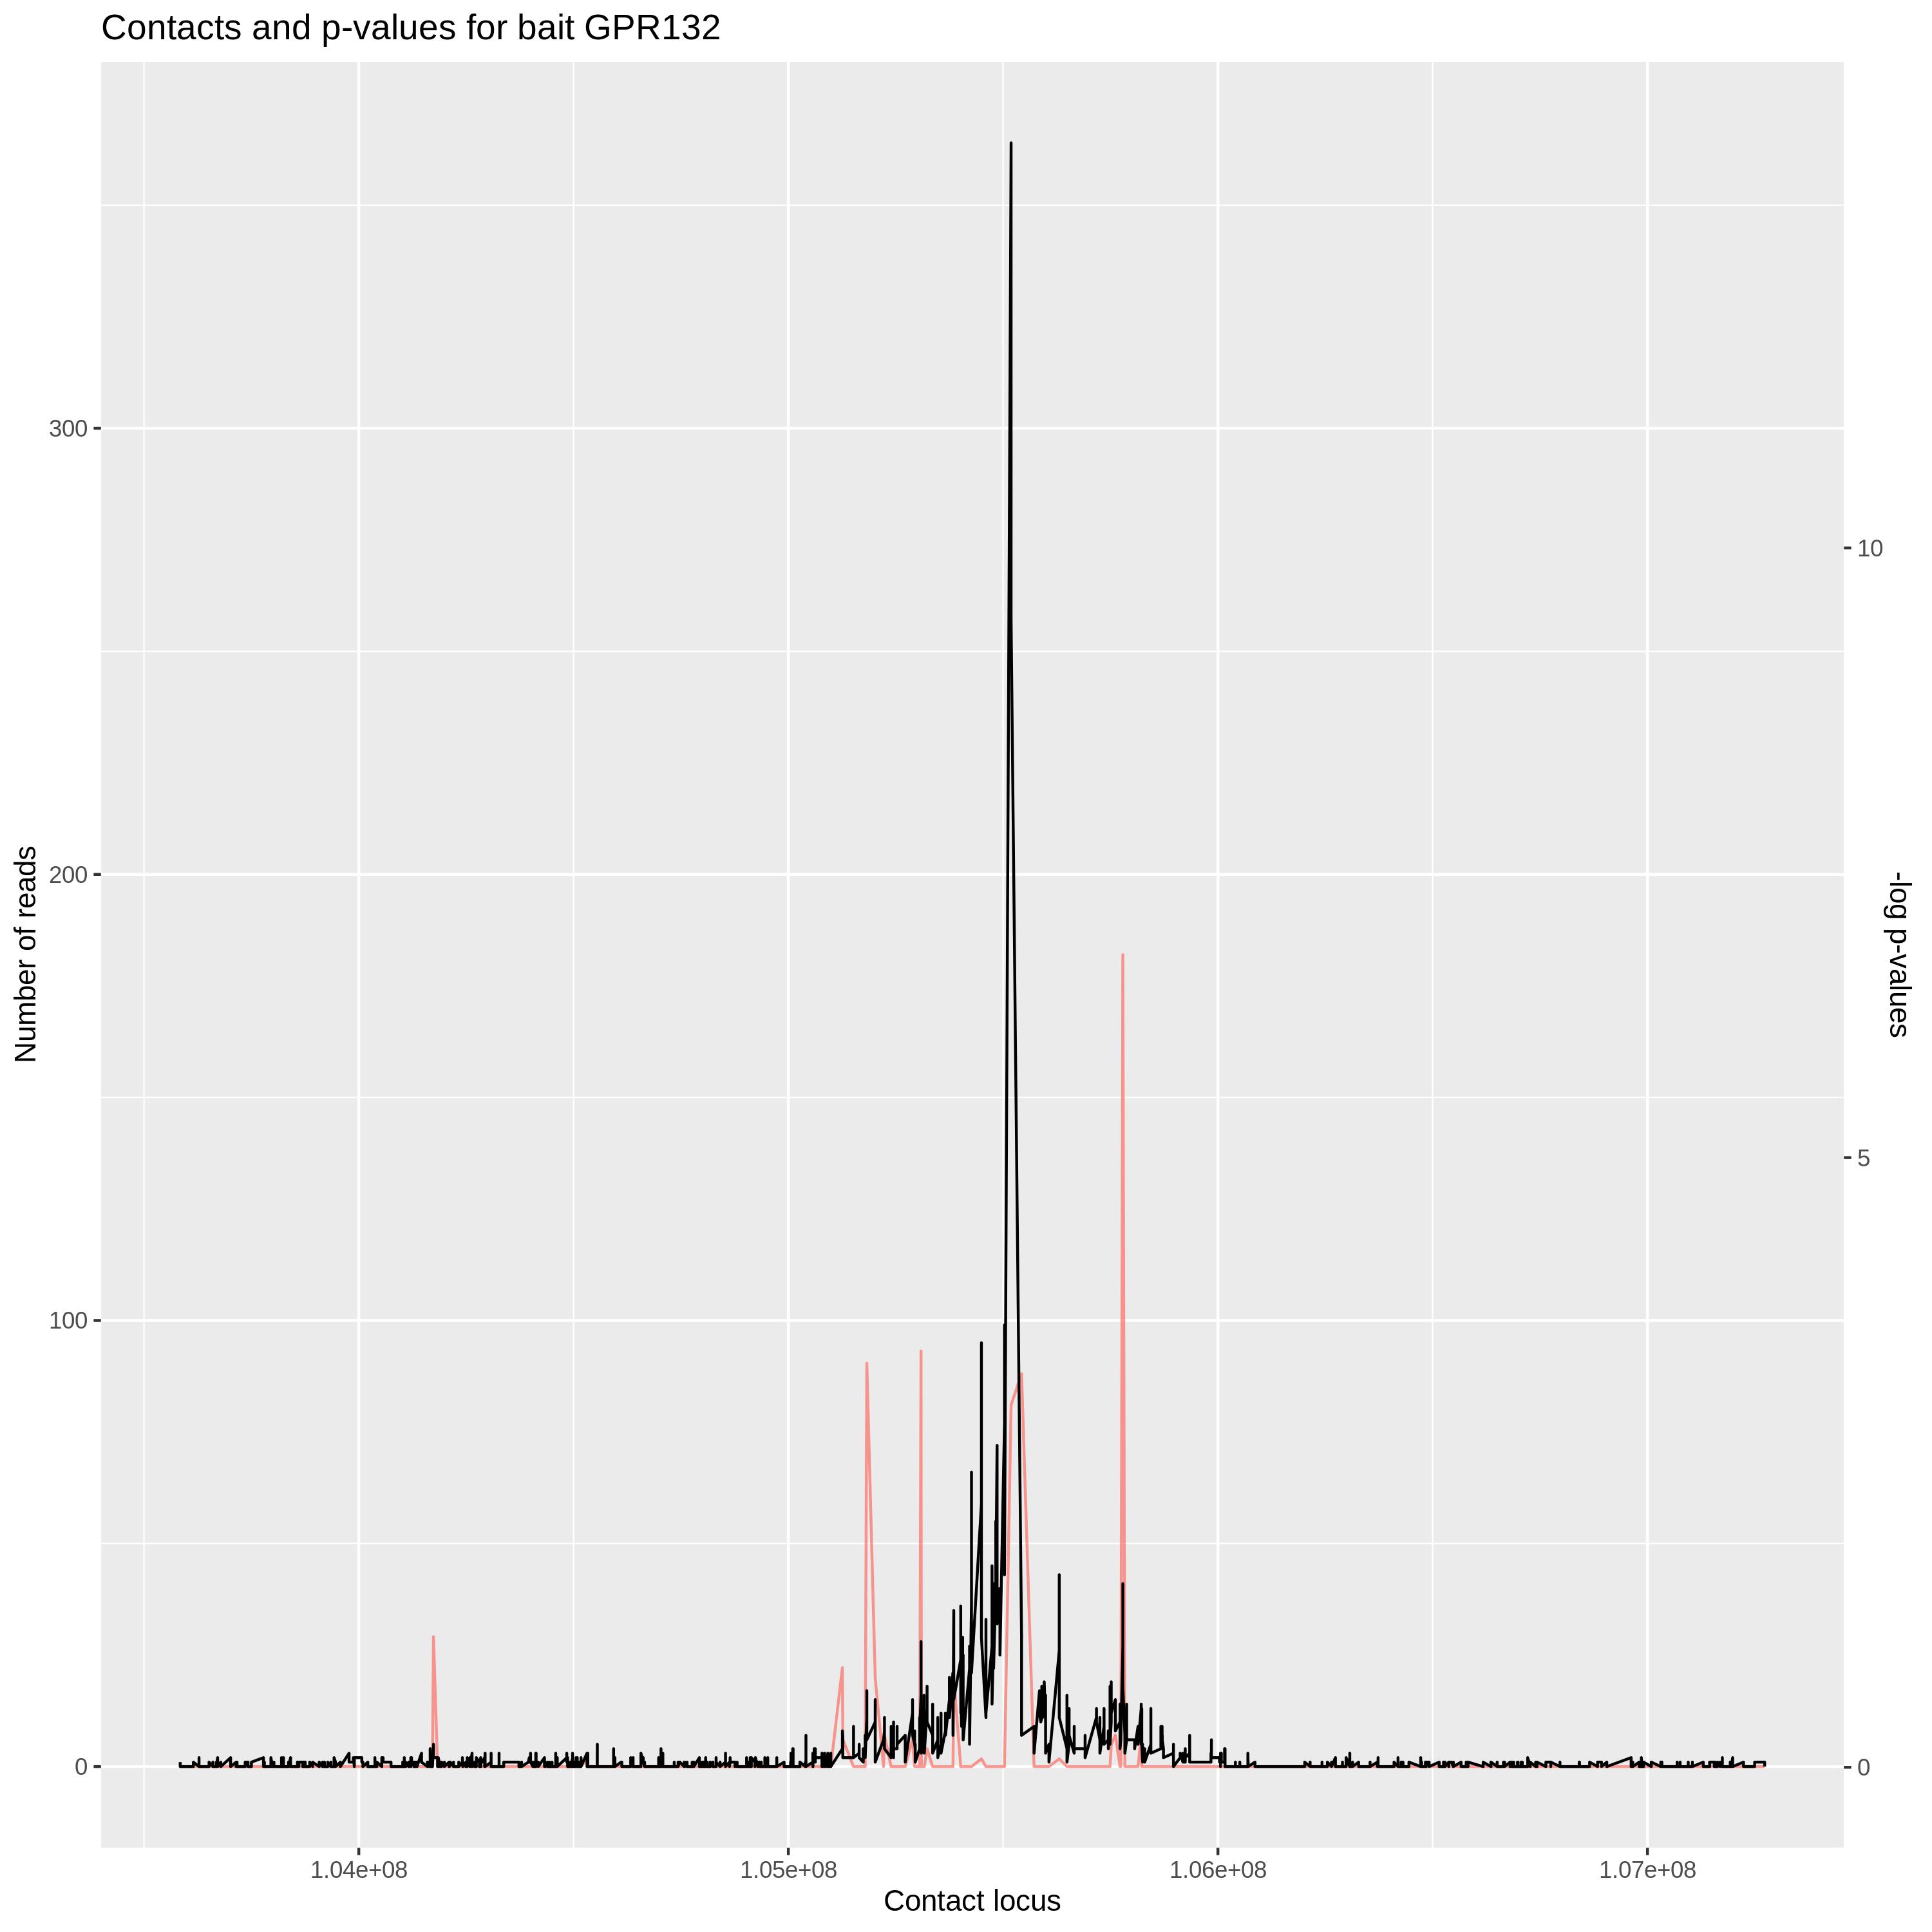 Contacts and p-values for bait GPR132
Number of reads
300
200
100
0
10
5
0
-log p-values
1.04e+08
1.05e+08
1.06e+08
1.07e+08
Contact locus